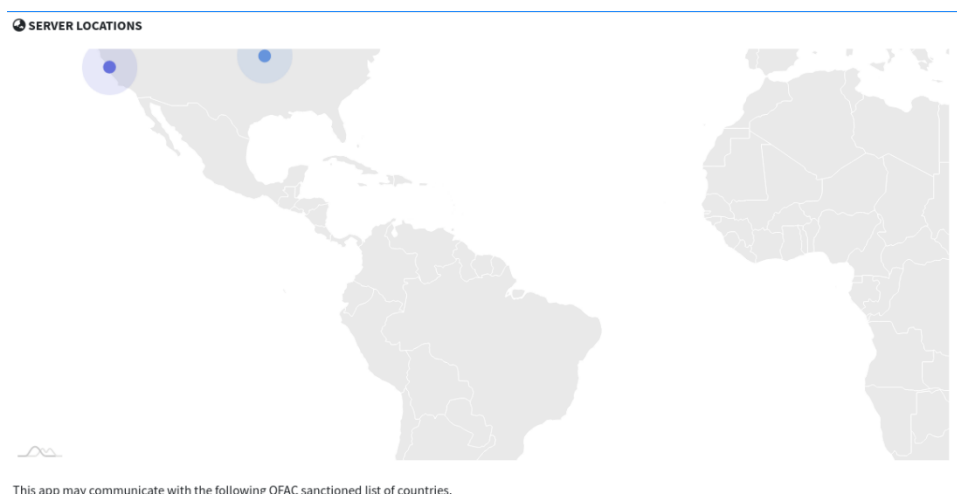 SERVER LOCATIONS
This app may communicate with the following OFAC sanctioned list of countries.